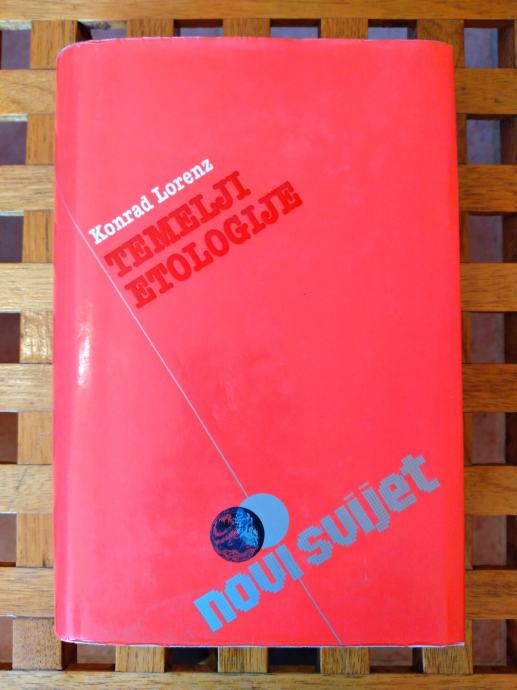 Konrad Lorenz
TEMELJI
ETOLOGIJE
novi svijet